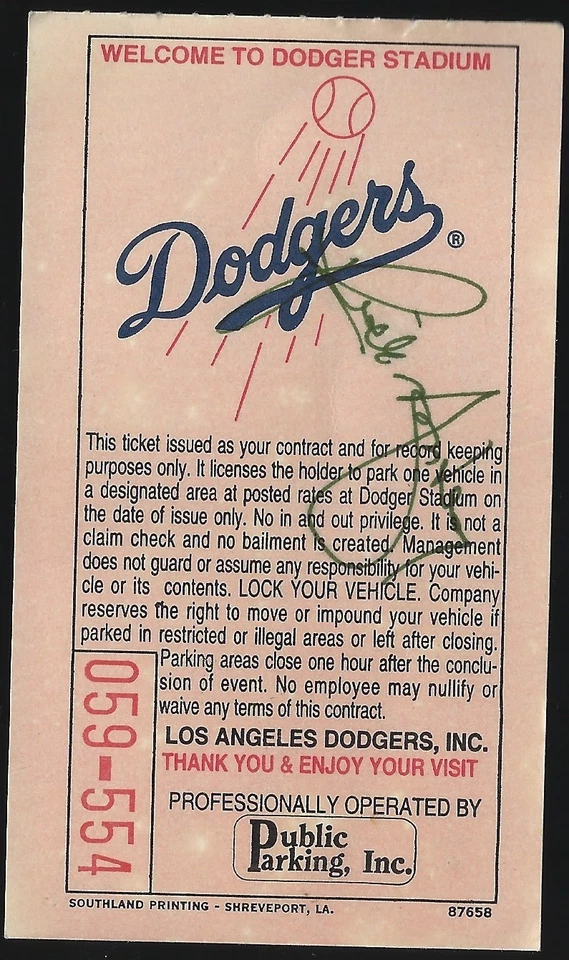 WELCOME TO DODGER STADIUM
Dodgers®
This ticket issued as your contract and for record keeping
purposes only. It licenses the holder to park one vehicle in
a designated area at posted rates at Dodger Stadium on
the date of issue only. No in and out privilege. It is not a
claim check and no bailment is created. Management
does not guard or assume any responsibility for your vehi-
cle or its contents. LOCK YOUR VEHICLE. Company
reserves the right to move or impound your vehicle if
parked in restricted or illegal areas or left after closing.
Parking areas close one hour after the conclu-
sion of event. No employee may nullify or
waive any terms of this contract.
LOS ANGELES DODGERS, INC.
THANK YOU & ENJOY YOUR VISIT
PROFESSIONALLY OPERATED BY
Public
Parking, Inc.
059-554
SOUTHLAND PRINTING - SHREVEPORT, LA. 87658